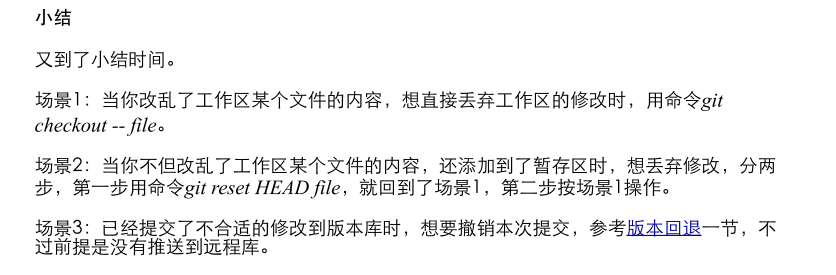 小结
又到了小结时间。
场景1：当你改乱了工作区某个文件的内容，想直接丢弃工作区的修改时，用命令git
checkout -- file。
场景2：当你不但改乱了工作区某个文件的内容，还添加到了暂存区时，想丢弃修改，分两
步，第一步用命令git reset HEAD file，就回到了场景1，第二步按场景1操作。
场景3：已经提交了不合适的修改到版本库时，想要撤销本次提交，参考版本回退一节，不
过前提是没有推送到远程库。